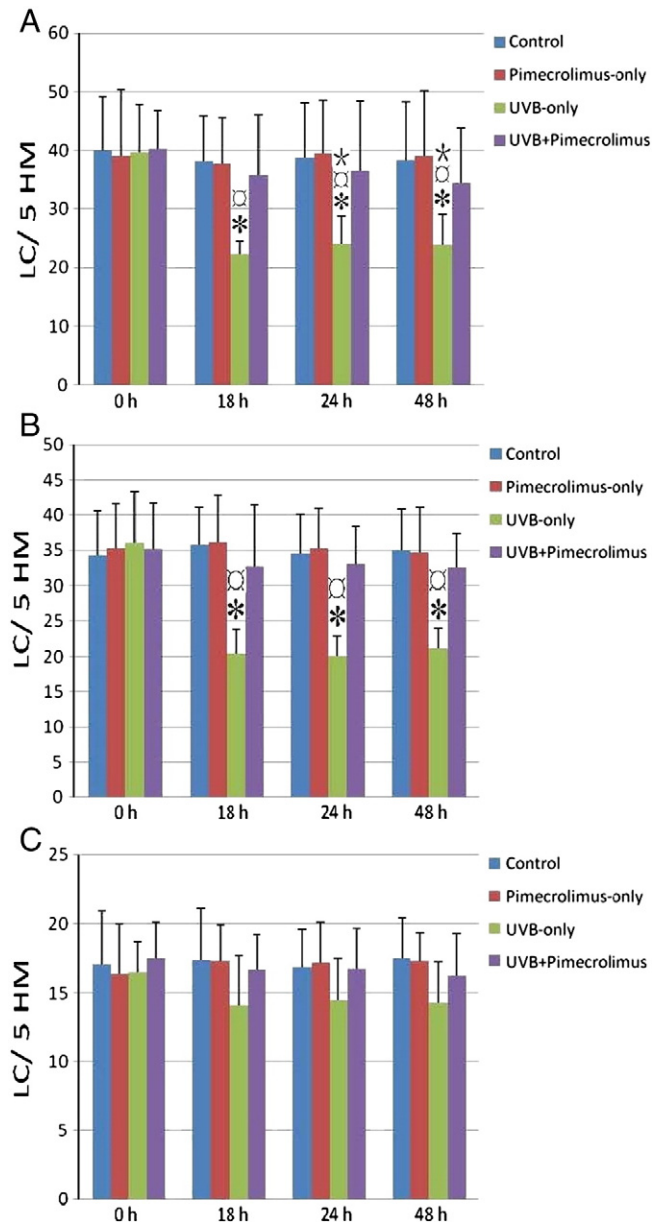 A
60
50
40
30
20
10
0
LC/ 5 HM
¤
*
*
¤
*
*
¤
*
0 h 18 h 24 h 48 h
Control
Pimecrolimus-only
UVB-only
UVB+Pimecrolimus
B
50
45
40
35
30
25
20
15
10
5
0
LC/ 5 HM
¤
*
¤
*
¤
*
0 h 18 h 24 h 48 h
Control
Pimecrolimus-only
UVB-only
UVB+Pimecrolimus
C
25
20
15
10
5
0
LC/ 5 HM
0 h 18 h 24 h 48 h
Control
Pimecrolimus-only
UVB-only
UVB+Pimecrolimus